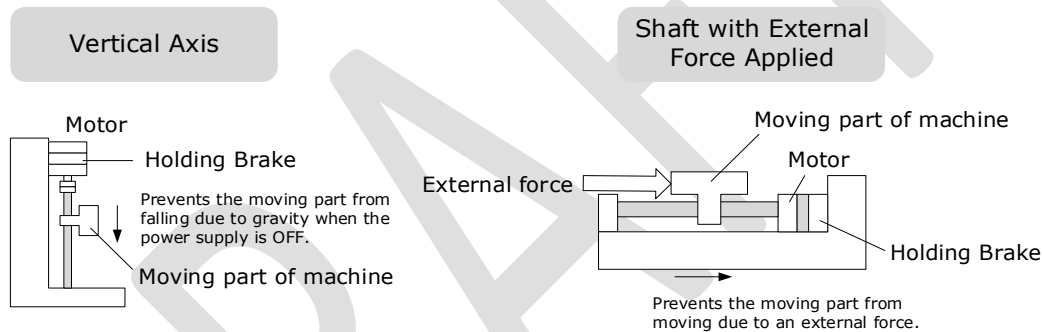 Vertical Axis
Motor
Holding Brake
Prevents the moving part from
falling due to gravity when the
power supply is OFF.
Moving part of machine
Shaft with External
Force Applied
Moving part of machine
Motor
External force
Holding Brake
Prevents the moving part from
moving due to an external force.